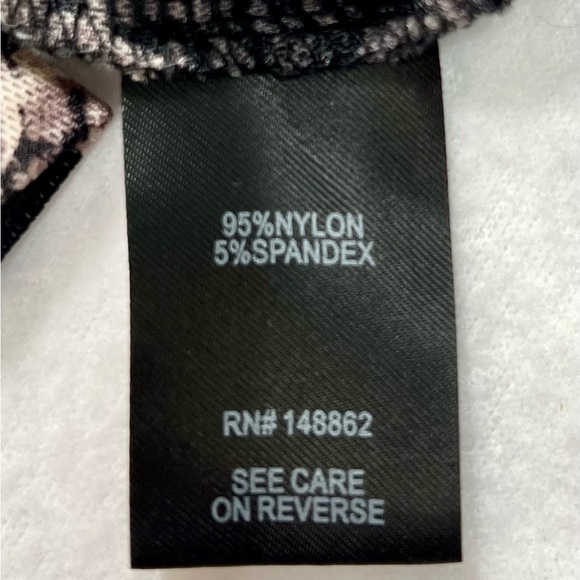 95%NYLON
5%SPANDEX
RN# 148862
SEE CARE
ON REVERSE